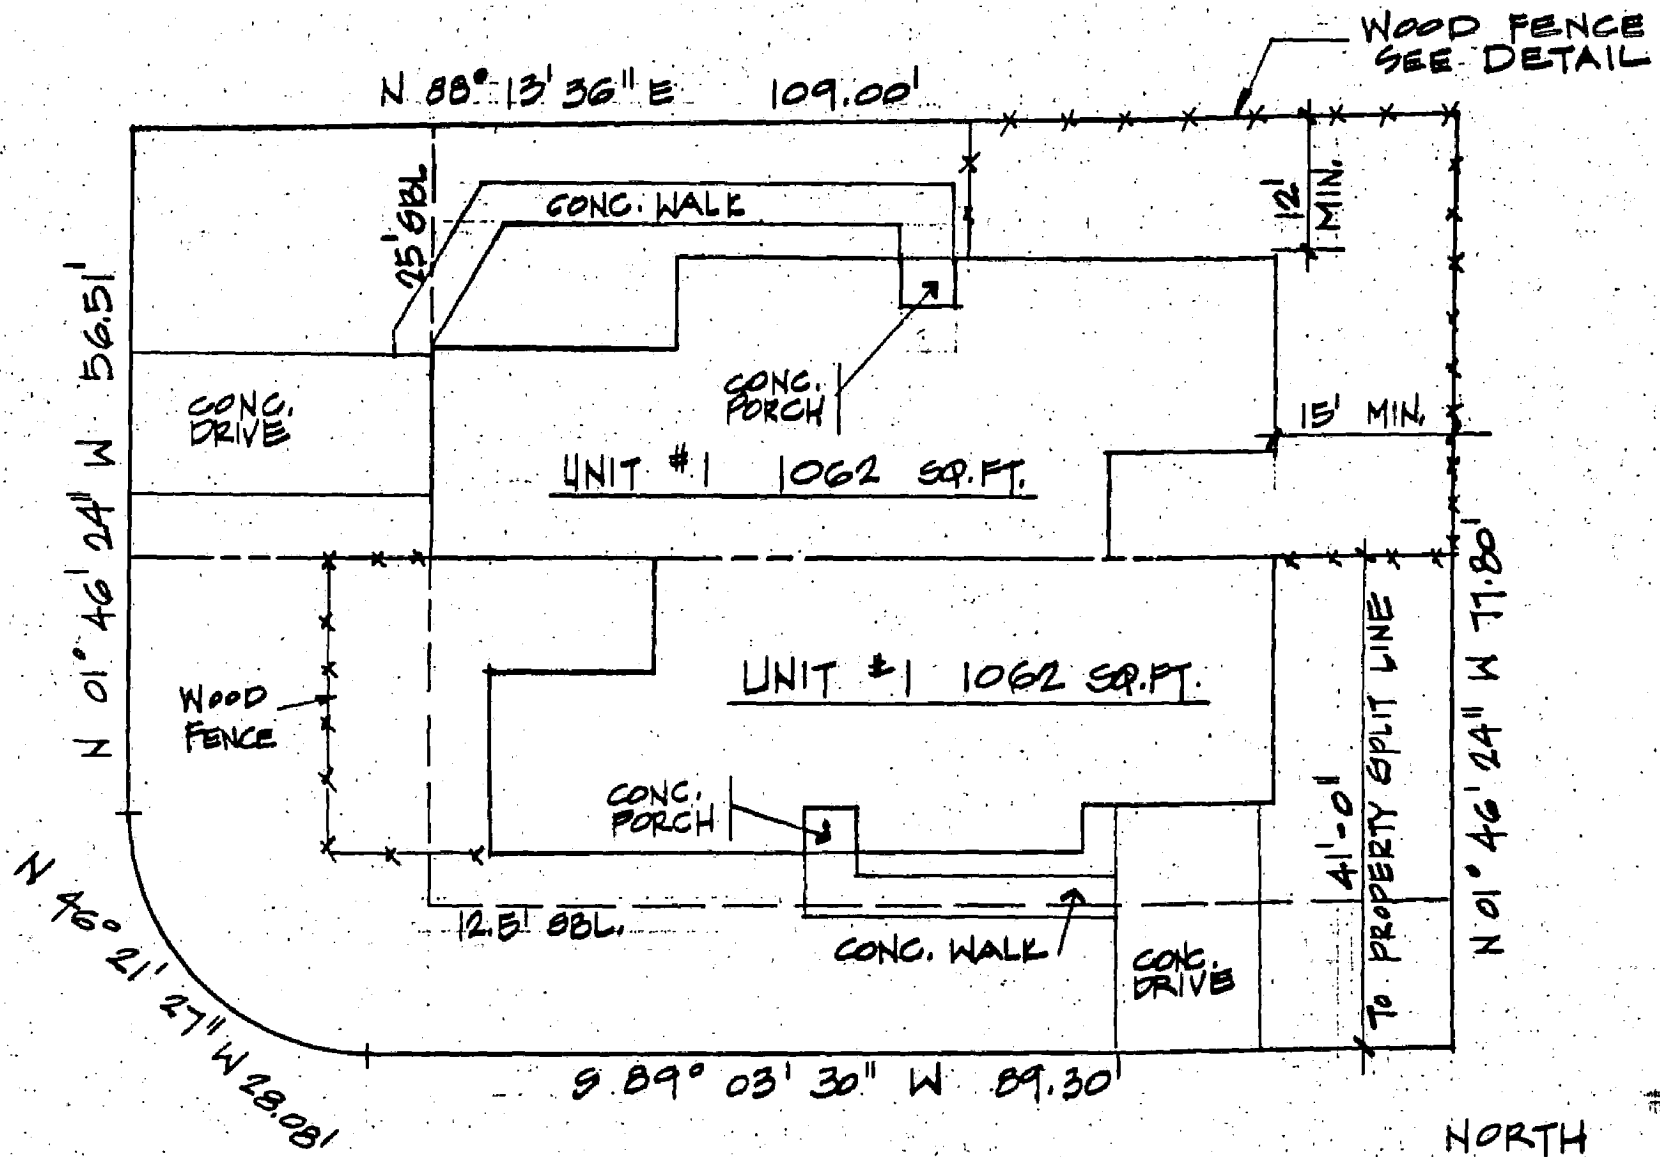 WOOD FENCE
SEE DETAIL
N 88° 13' 36" E 109.00'
25' SBL
CONC. WALK
12'
MIN.
N 01° 46' 24" W 56.51'
CONC.
DRIVE
CONC.
PORCH
15' MIN.
UNIT #1 1062 SQ.FT.
WOOD
FENCE
UNIT #1 1062 SQ.FT.
CONC.
PORCH
41'-0"
TO PROPERTY SPLIT LINE
N 01° 46' 24" W 77.80'
12.5' SBL.
CONC. WALK
CONC.
DRIVE
N 46° 21' 27" W 28.08'
S 89° 03' 30" W 89.30'
NORTH